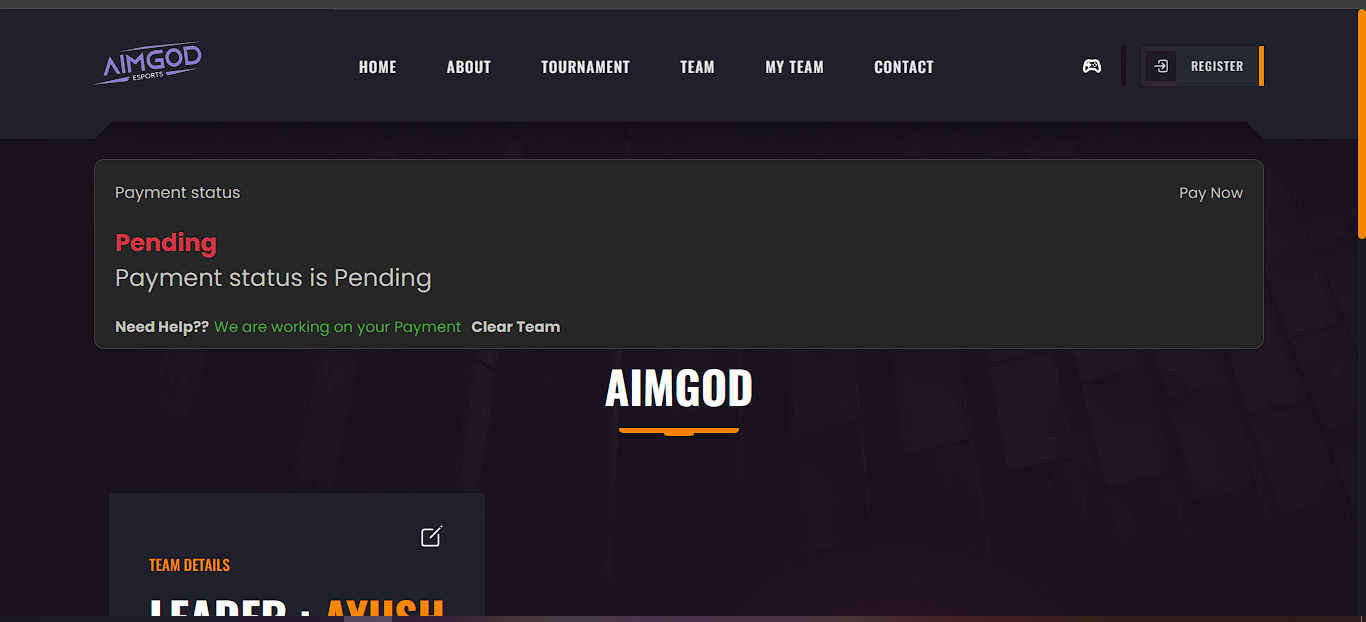 AIMGOD
ESPORTS
HOME ABOUT TOURNAMENT TEAM MY TEAM CONTACT REGISTER
Payment status Pay Now
Pending
Payment status is Pending
Need Help?? We are working on your Payment Clear Team
AIMGOD
TEAM DETAILS
LEADER : AYUSH